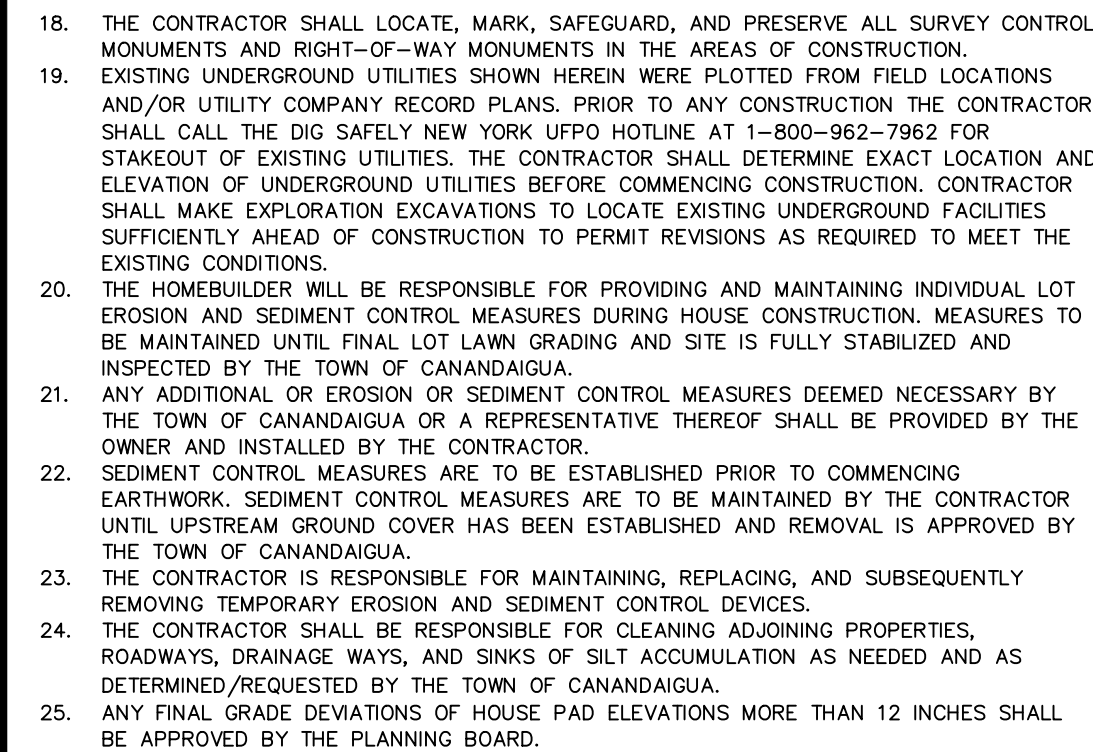 18. THE CONTRACTOR SHALL LOCATE, MARK, SAFEGUARD, AND PRESERVE ALL SURVEY CONTROL
MONUMENTS AND RIGHT-OF-WAY MONUMENTS IN THE AREAS OF CONSTRUCTION.
19. EXISTING UNDERGROUND UTILITIES SHOWN HEREIN WERE PLOTTED FROM FIELD LOCATIONS
AND/OR UTILITY COMPANY RECORD PLANS. PRIOR TO ANY CONSTRUCTION THE CONTRACTOR
SHALL CALL THE DIG SAFELY NEW YORK UFPO HOTLINE AT 1-800-962-7962 FOR
STAKEOUT OF EXISTING UTILITIES. THE CONTRACTOR SHALL DETERMINE EXACT LOCATION AND
ELEVATION OF UNDERGROUND UTILITIES BEFORE COMMENCING CONSTRUCTION. CONTRACTOR
SHALL MAKE EXPLORATION EXCAVATIONS TO LOCATE EXISTING UNDERGROUND FACILITIES
SUFFICIENTLY AHEAD OF CONSTRUCTION TO PERMIT REVISIONS AS REQUIRED TO MEET THE
EXISTING CONDITIONS.
20. THE HOMEBUILDER WILL BE RESPONSIBLE FOR PROVIDING AND MAINTAINING INDIVIDUAL LOT
EROSION AND SEDIMENT CONTROL MEASURES DURING HOUSE CONSTRUCTION. MEASURES TO
BE MAINTAINED UNTIL FINAL LOT LAWN GRADING AND SITE IS FULLY STABILIZED AND
INSPECTED BY THE TOWN OF CANANDAIGUA.
21. ANY ADDITIONAL OR EROSION OR SEDIMENT CONTROL MEASURES DEEMED NECESSARY BY
THE TOWN OF CANANDAIGUA OR A REPRESENTATIVE THEREOF SHALL BE PROVIDED BY THE
OWNER AND INSTALLED BY THE CONTRACTOR.
22. SEDIMENT CONTROL MEASURES ARE TO BE ESTABLISHED PRIOR TO COMMENCING
EARTHWORK. SEDIMENT CONTROL MEASURES ARE TO BE MAINTAINED BY THE CONTRACTOR
UNTIL UPSTREAM GROUND COVER HAS BEEN ESTABLISHED AND REMOVAL IS APPROVED BY
THE TOWN OF CANANDAIGUA.
23. THE CONTRACTOR IS RESPONSIBLE FOR MAINTAINING, REPLACING, AND SUBSEQUENTLY
REMOVING TEMPORARY EROSION AND SEDIMENT CONTROL DEVICES.
24. THE CONTRACTOR SHALL BE RESPONSIBLE FOR CLEANING ADJOINING PROPERTIES,
ROADWAYS, DRAINAGE WAYS, AND SINKS OF SILT ACCUMULATION AS NEEDED AND AS
DETERMINED/REQUESTED BY THE TOWN OF CANANDAIGUA.
25. ANY FINAL GRADE DEVIATIONS OF HOUSE PAD ELEVATIONS MORE THAN 12 INCHES SHALL
BE APPROVED BY THE PLANNING BOARD.